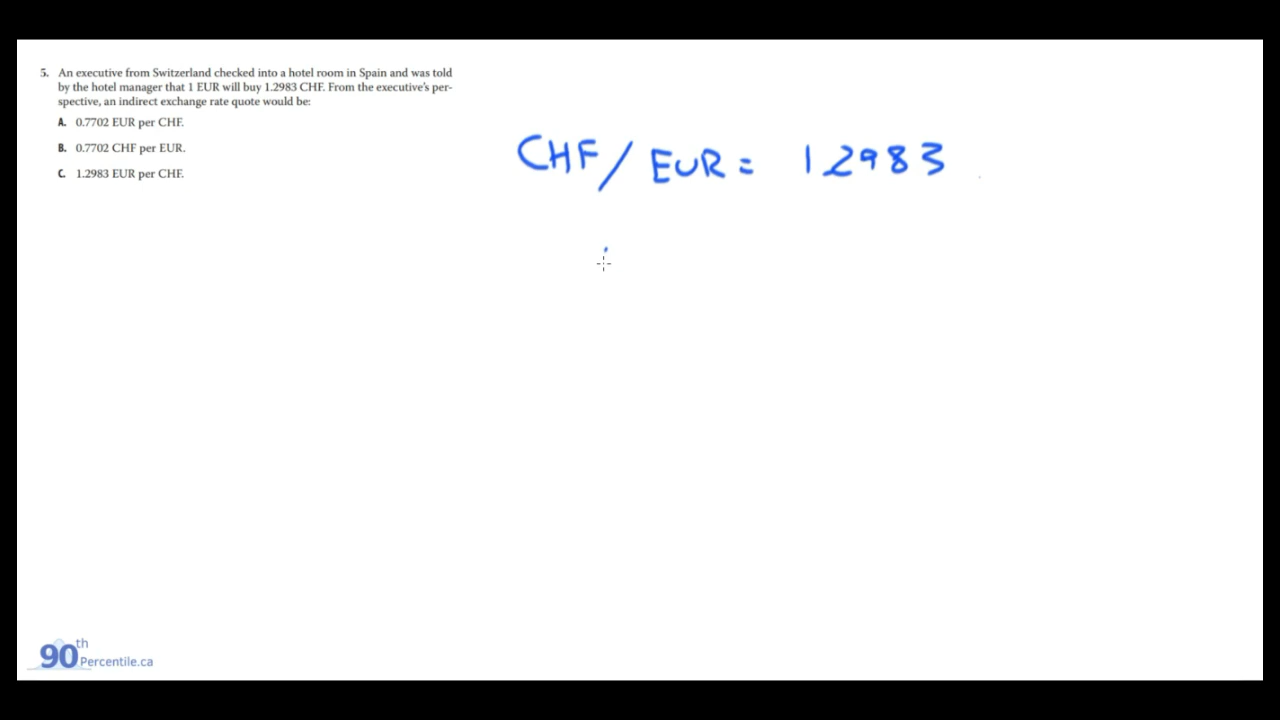 5. An executive from Switzerland checked into a hotel room in Spain and was told
by the hotel manager that 1 EUR will buy 1.2983 CHF. From the executive's per-
spective, an indirect exchange rate quote would be:
A. 0.7702 EUR per CHF.
B. 0.7702 CHF per EUR.
C. 1.2983 EUR per CHF.
CHF / EUR = 12983
90th Percentile.ca